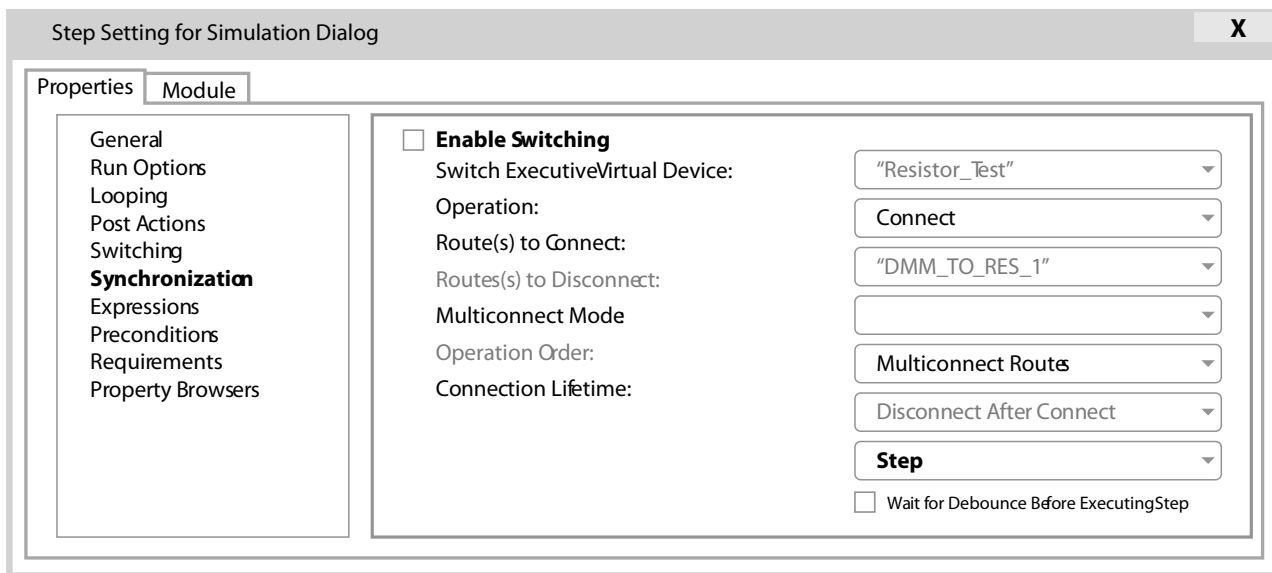 Step Setting for Simulation Dialog
X
Properties
Module
General
Run Options
Looping
Post Actions
Switching
Synchronization
Expressions
Preconditions
Requirements
Property Browsers
Enable Switching
Switch ExecutiveVirtual Device:
"Resistor_Test"
Operation:
Connect
Route(s) to Connect:
"DMM_TO_RES_1"
Routes(s) to Disconnect:
Multiconnect Mode
Multiconnect Routes
Operation Order:
Disconnect After Connect
Connection Lifetime:
Step
Wait for Debounce Before ExecutingStep